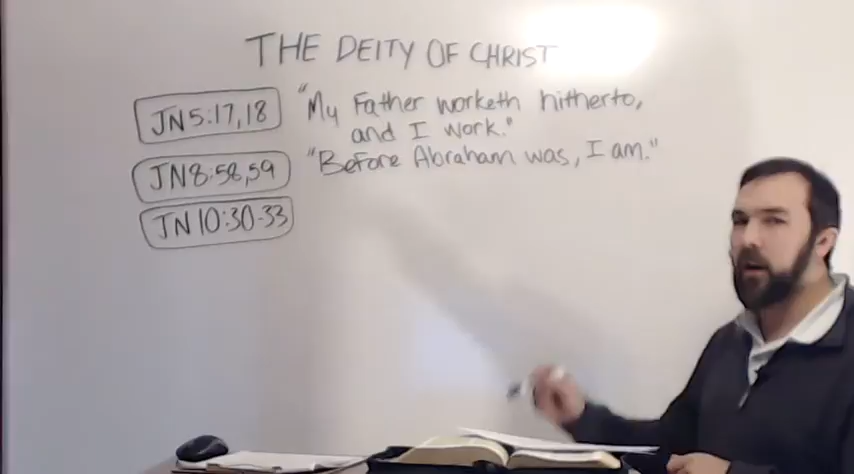 THE DEITY OF CHRIST
JN 5:17,18 "My Father worketh hitherto,
and I work."
JN 8:58,59 "Before Abraham was, I am."
JN 10:30-33